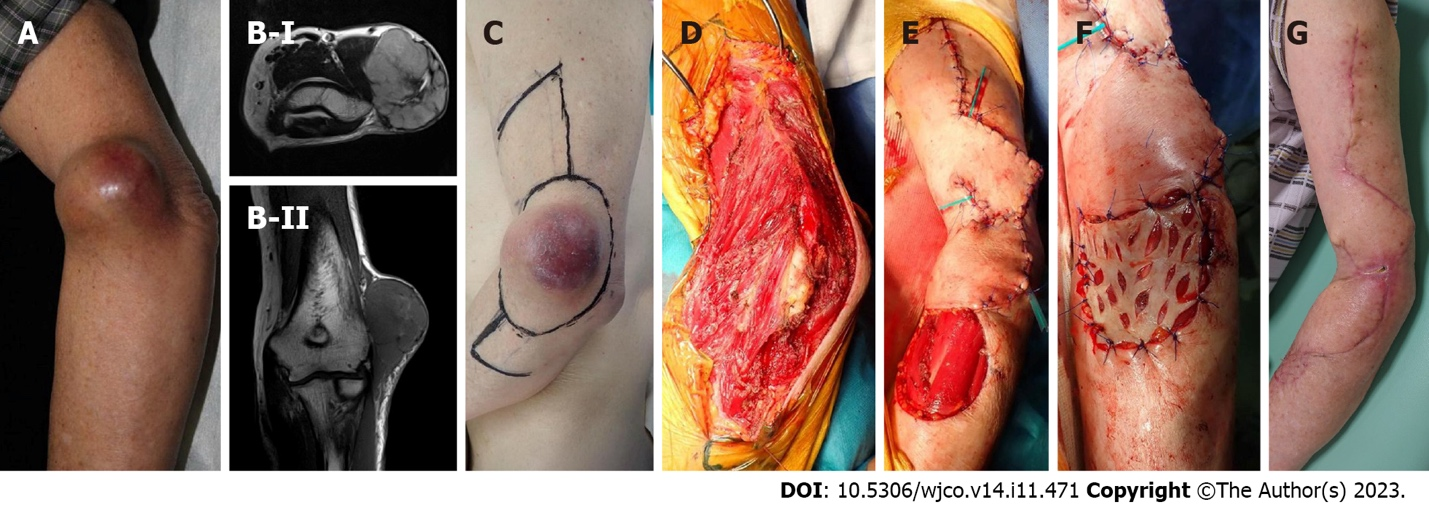 A
B-I
B-II
C
D
E
F
G
DOI: 10.5306/wjco.v14.i11.471 Copyright ©The Author(s) 2023.